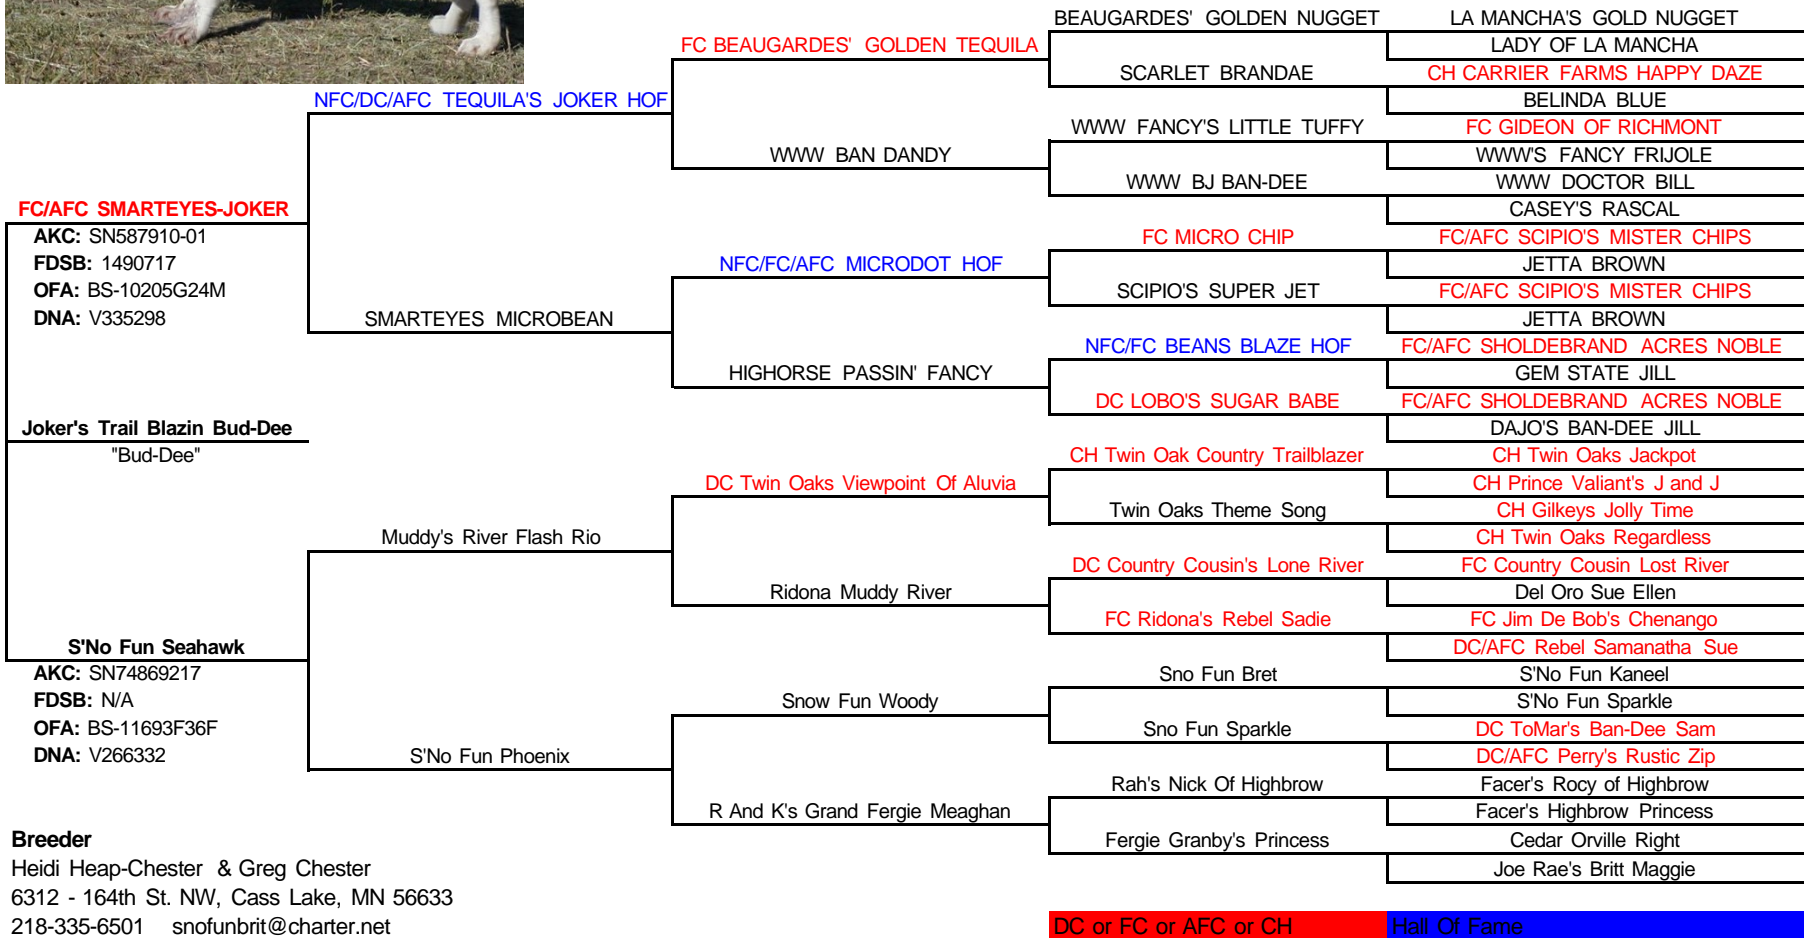 BEAUGARDES' GOLDEN NUGGET
LA MANCHA'S GOLD NUGGET
FC BEAUGARDES' GOLDEN TEQUILA
LADY OF LA MANCHA
SCARLET BRANDAE
CH CARRIER FARMS HAPPY DAZE
NFC/DC/AFC TEQUILA'S JOKER HOF
BELINDA BLUE
WWW FANCY'S LITTLE TUFFY
FC GIDEON OF RICHMONT
WWW BAN DANDY
WWW'S FANCY FRIJOLE
WWW BJ BAN-DEE
WWW DOCTOR BILL
FC/AFC SMARTEYES-JOKER
CASEY'S RASCAL
AKC: SN587910-01
FC MICRO CHIP
FC/AFC SCIPIO'S MISTER CHIPS
FDSB: 1490717
NFC/FC/AFC MICRODOT HOF
JETTA BROWN
OFA: BS-10205G24M
SCIPIO'S SUPER JET
FC/AFC SCIPIO'S MISTER CHIPS
DNA: V335298
SMARTEYES MICROBEAN
JETTA BROWN
NFC/FC BEANS BLAZE HOF
FC/AFC SHOLDEBRAND ACRES NOBLE
HIGHORSE PASSIN' FANCY
GEM STATE JILL
DC LOBO'S SUGAR BABE
FC/AFC SHOLDEBRAND ACRES NOBLE
Joker's Trail Blazin Bud-Dee
DAJO'S BAN-DEE JILL
"Bud-Dee"
CH Twin Oak Country Trailblazer
CH Twin Oaks Jackpot
DC Twin Oaks Viewpoint Of Aluvia
CH Prince Valiant's J and J
Twin Oaks Theme Song
CH Gilkeys Jolly Time
Muddy's River Flash Rio
CH Twin Oaks Regardless
DC Country Cousin's Lone River
FC Country Cousin Lost River
Ridona Muddy River
Del Oro Sue Ellen
FC Ridona's Rebel Sadie
FC Jim De Bob's Chenango
S'No Fun Seahawk
DC/AFC Rebel Samanatha Sue
AKC: SN74869217
Sno Fun Bret
S'No Fun Kaneel
FDSB: N/A
Snow Fun Woody
S'No Fun Sparkle
OFA: BS-11693F36F
Sno Fun Sparkle
DC ToMar's Ban-Dee Sam
DNA: V266332
S'No Fun Phoenix
DC/AFC Perry's Rustic Zip
Rah's Nick Of Highbrow
Facer's Rocy of Highbrow
R And K's Grand Fergie Meaghan
Facer's Highbrow Princess
Breeder
Fergie Granby's Princess
Cedar Orville Right
Heidi Heap-Chester & Greg Chester
Joe Rae's Britt Maggie
6312 - 164th St. NW, Cass Lake, MN 56633
218-335-6501 snofunbrit@charter.net
DC or FC or AFC or CH
Hall Of Fame